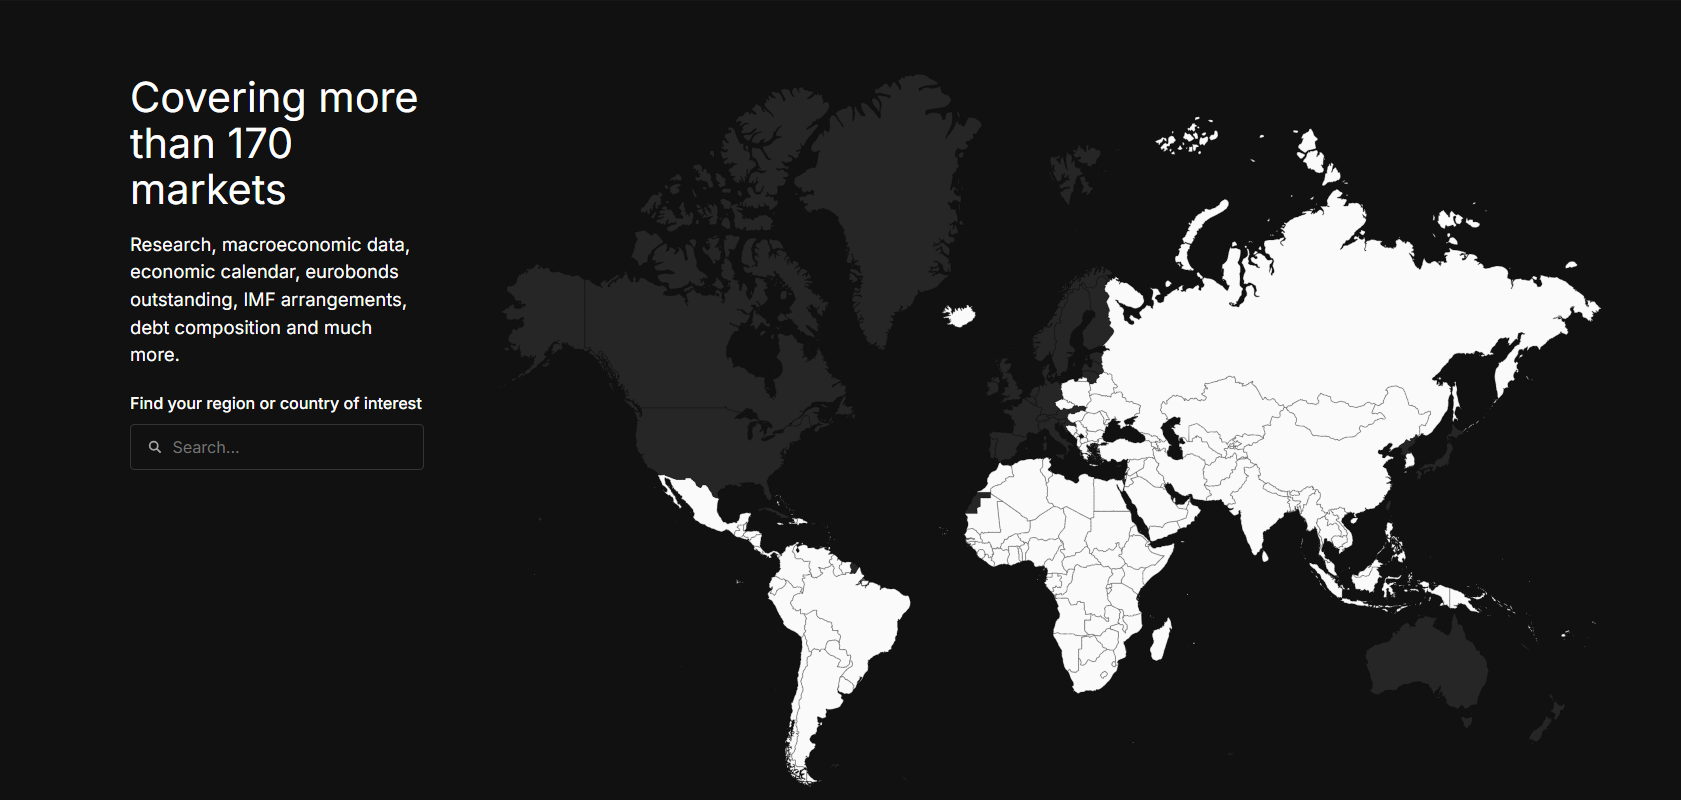 Covering more
than 170
markets
Research, macroeconomic data,
economic calendar, eurobonds
outstanding, IMF arrangements,
debt composition and much
more.
Find your region or country of interest
Search...